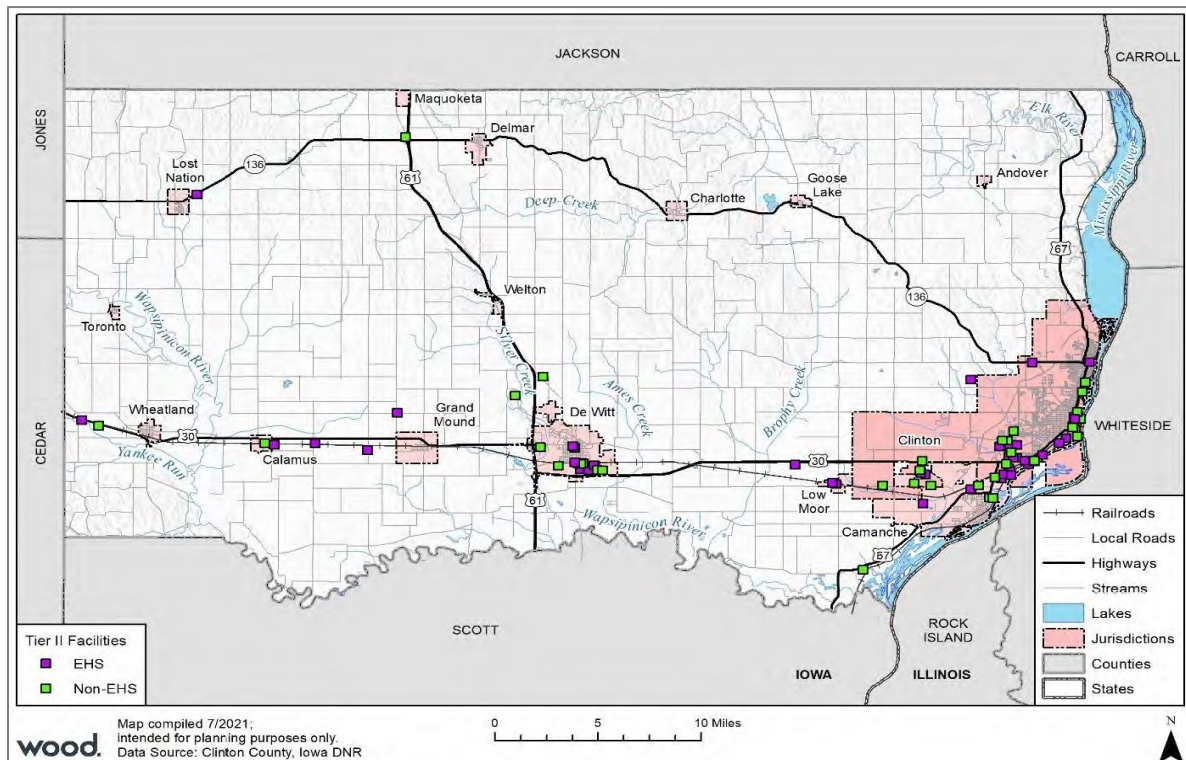 JACKSON
CARROLL
JONES
Maquoketa
Delmar
Elk River
Lost
Nation
136
61
Andover
Goose
Lake
Charlotte
Deep Creek
Mississippi River
67
Welton
136
Toronto
Wapsipinicon River
Silver Creek
Ames Creek
Brophy Creek
Wheatland
Grand
Mound
De Witt
WHITESIDE
CEDAR
30
Clinton
Yankee Run
Calamus
30
Low
Moor
61
Wapsipinicon River
Camanche
67
SCOTT
ROCK
ISLAND
IOWA
ILLINOIS
Railroads
Local Roads
Highways
Streams
Lakes
Jurisdictions
Counties
States
Tier II Facilities
EHS
Non-EHS
wood.
Map compiled 7/2021;
intended for planning purposes only.
Data Source: Clinton County, Iowa DNR
0 5 10 Miles
N